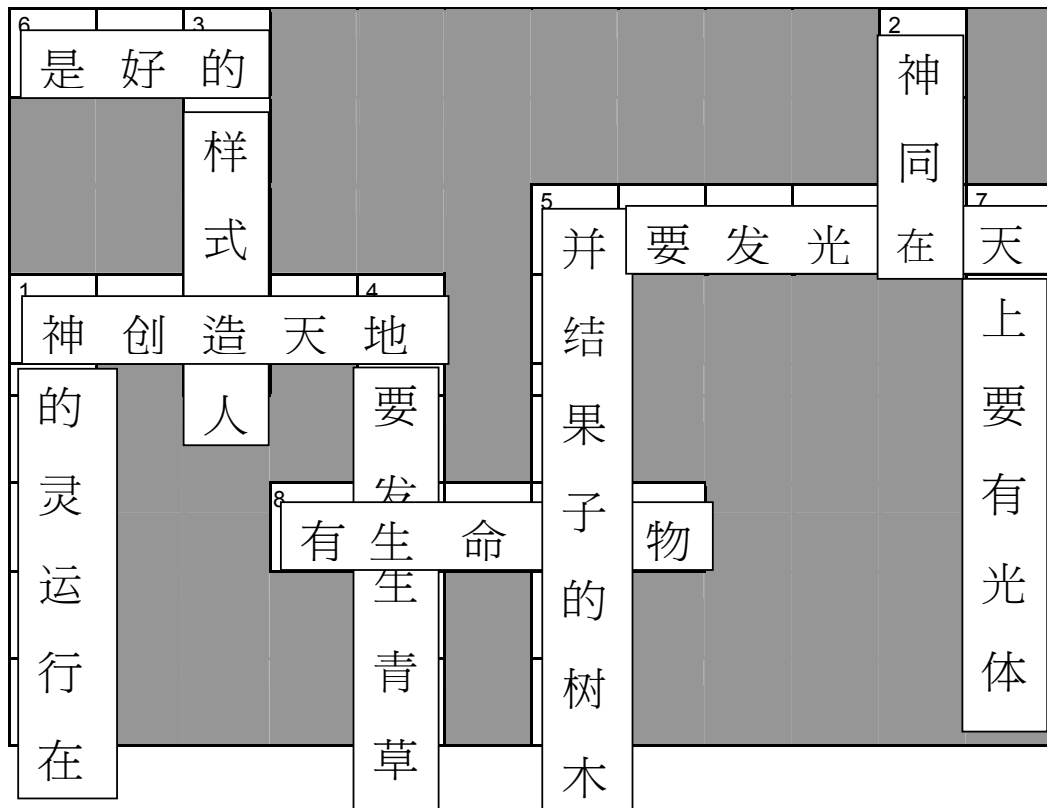 6 3 2
是好的
神同在
样式人
5 7
并结果子的树木
要发光天
上要有光体
1 4
神创造天地
的灵运行在
要发生青草
8
有生命物